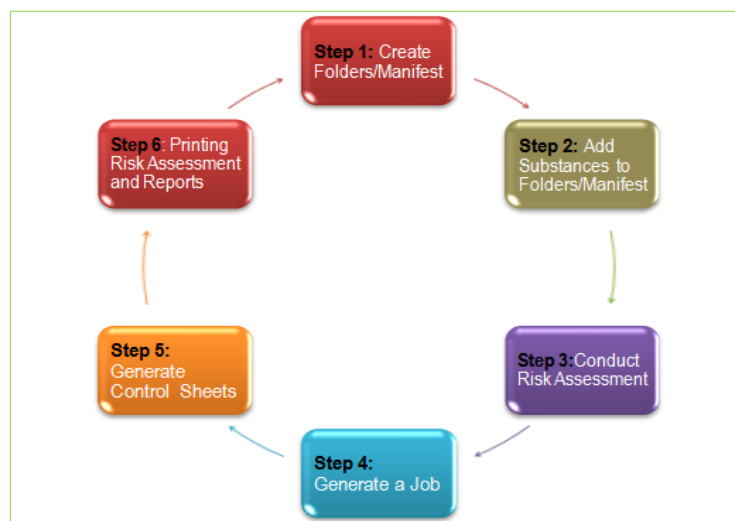 Step 1: Create
Folders/Manifest
Step 2: Add
Substances to
Folders/Manifest
Step 3:Conduct
Risk Assessment
Step 4:
Generate a Job
Step 5:
Generate
Control Sheets
Step 6: Printing
Risk Assessment
and Reports